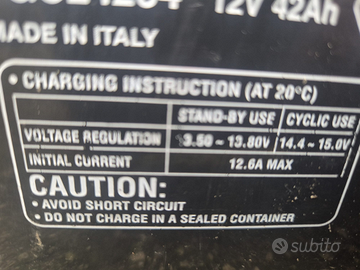 12V 42Ah
MADE IN ITALY
CHARGING INSTRUCTION (AT 20°C)
STAND-BY USE CYCLIC USE
VOLTAGE REGULATION 3.50 ~ 13.80V 14.4 ~ 15.0V
INITIAL CURRENT 12.6A MAX
CAUTION:
• AVOID SHORT CIRCUIT
• DO NOT CHARGE IN A SEALED CONTAINER
subito